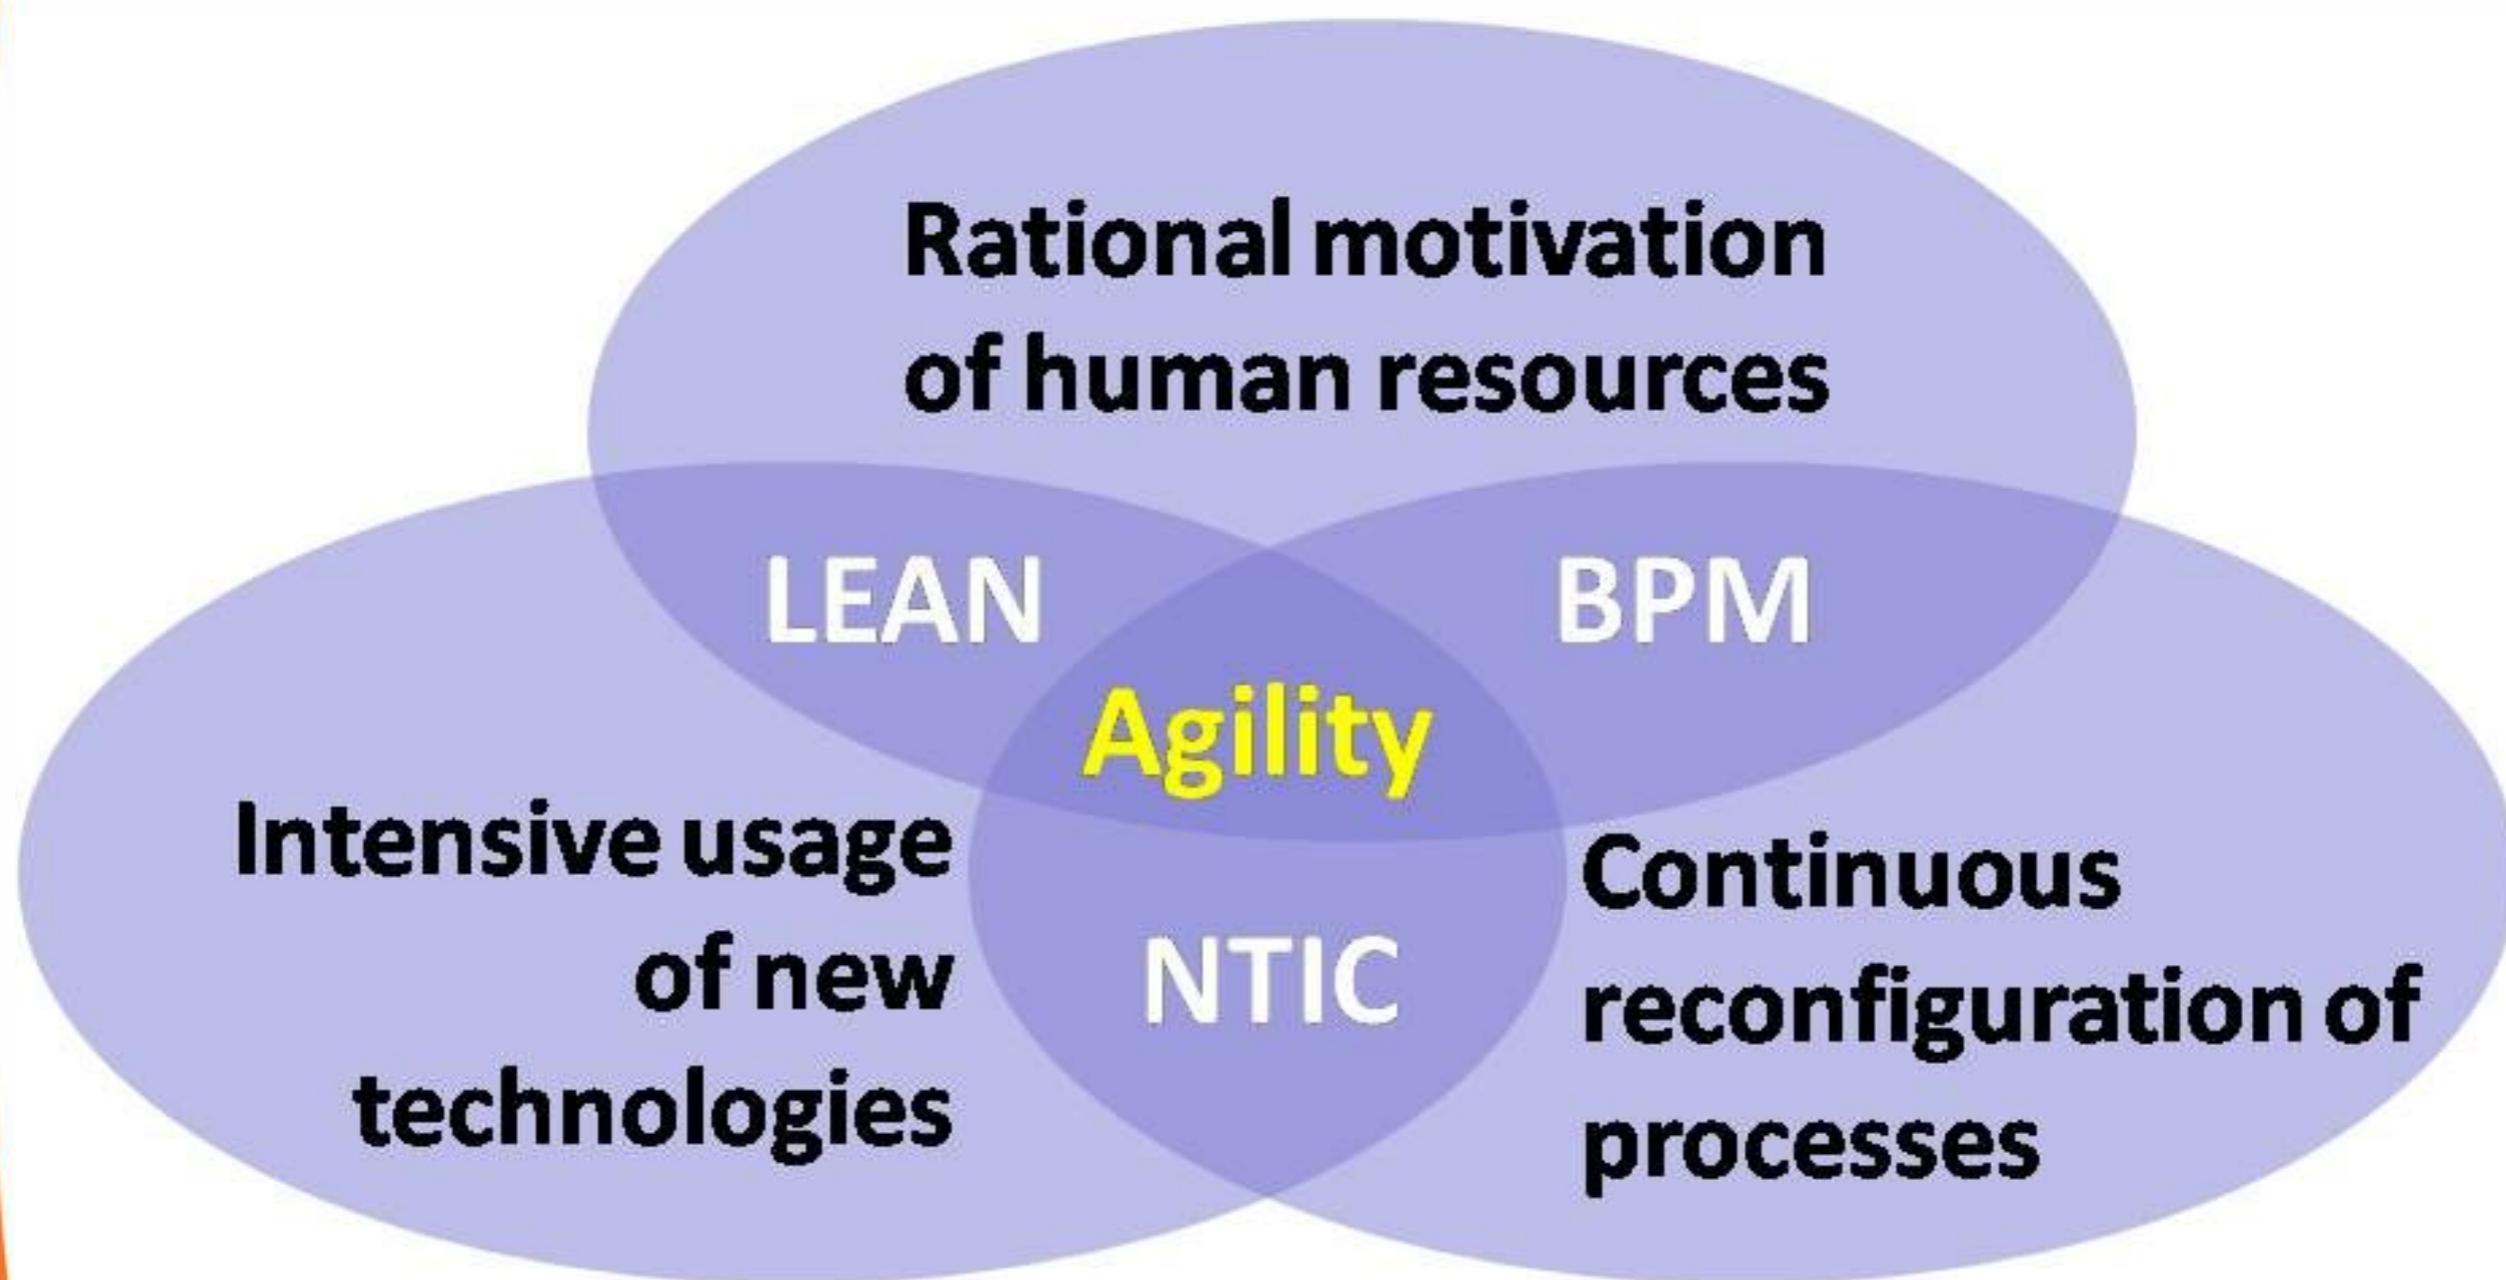 Rational motivation
of human resources
LEAN
BPM
Agility
Intensive usage
of new
technologies
NTIC
Continuous
reconfiguration of
processes